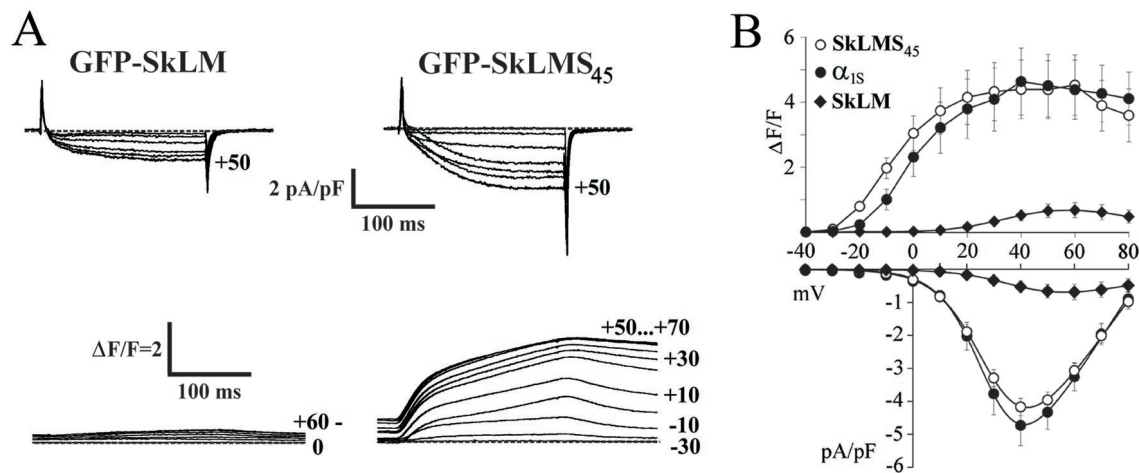 A
GFP-SkLM
GFP-SkLMS45
+50
+50
2 pA/pF
100 ms
ΔF/F=2
100 ms
+60 -
0
+50...+70
+30
+10
-10
-30
B
SkLMS45
α1S
SkLM
ΔF/F
6
4
2
-40 -20 0 20 40 60 80
mV
-1
-2
-3
-4
-5
-6
pA/pF